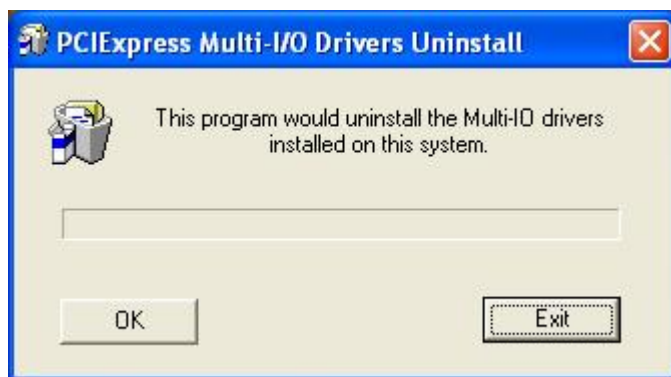 PCIExpress Multi-I/O Drivers Uninstall
This program would uninstall the Multi-IO drivers
installed on this system.
OK
Exit